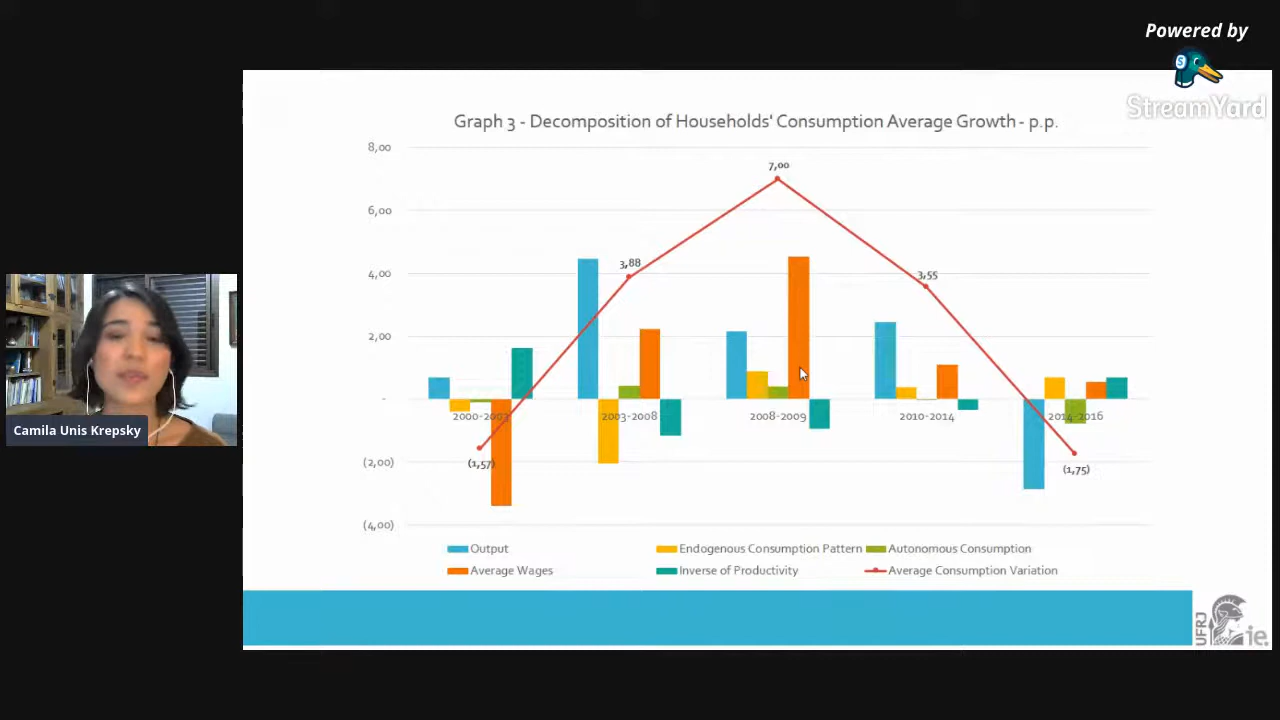 Powered by
S
StreamYard
Graph 3 - Decomposition of Households' Consumption Average Growth - p.p.
8,00
6,00
4,00
2,00
-
(2,00)
(4,00)
7,00
3,88
3,55
(1,57)
(1,75)
2000-2003
2003-2008
2008-2009
2010-2014
2014-2016
Output
Endogenous Consumption Pattern
Autonomous Consumption
Average Wages
Inverse of Productivity
Average Consumption Variation
Camila Unis Krepsky
UFRJ
ie.